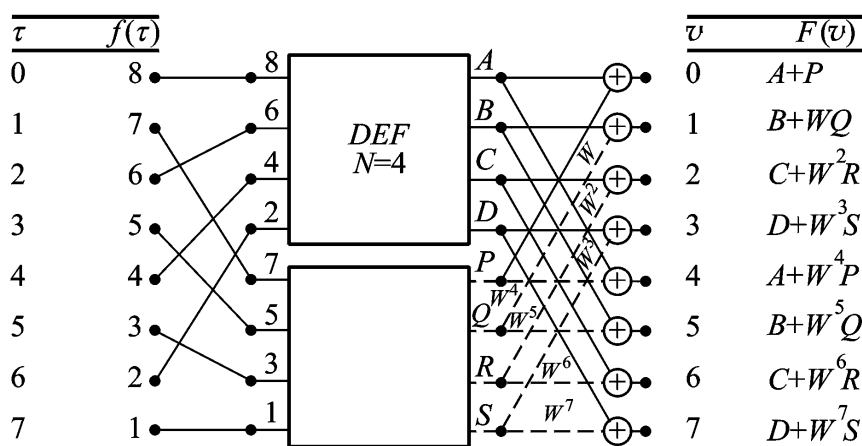 τ f(τ) υ F(υ)
0 8 8 A 0 A+P
1 7 6 B W 1 B+WQ
DEF
N=4
2 6 4 C W² 2 C+W²R
3 5 2 D W³ 3 D+W³S
4 4 7 P W⁴ 4 A+W⁴P
5 3 5 Q W⁵ 5 B+W⁵Q
6 2 3 R W⁶ 6 C+W⁶R
7 1 1 S W⁷ 7 D+W⁷S